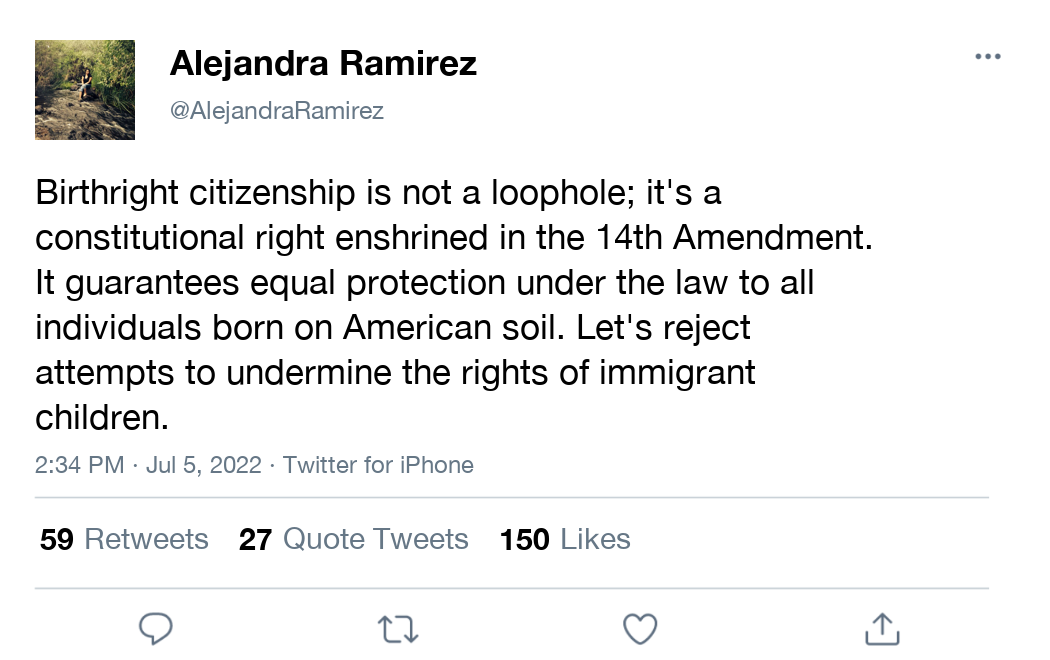 Alejandra Ramirez
@AlejandraRamirez
Birthright citizenship is not a loophole; it's a
constitutional right enshrined in the 14th Amendment.
It guarantees equal protection under the law to all
individuals born on American soil. Let's reject
attempts to undermine the rights of immigrant
children.
2:34 PM · Jul 5, 2022 · Twitter for iPhone
59 Retweets 27 Quote Tweets 150 Likes